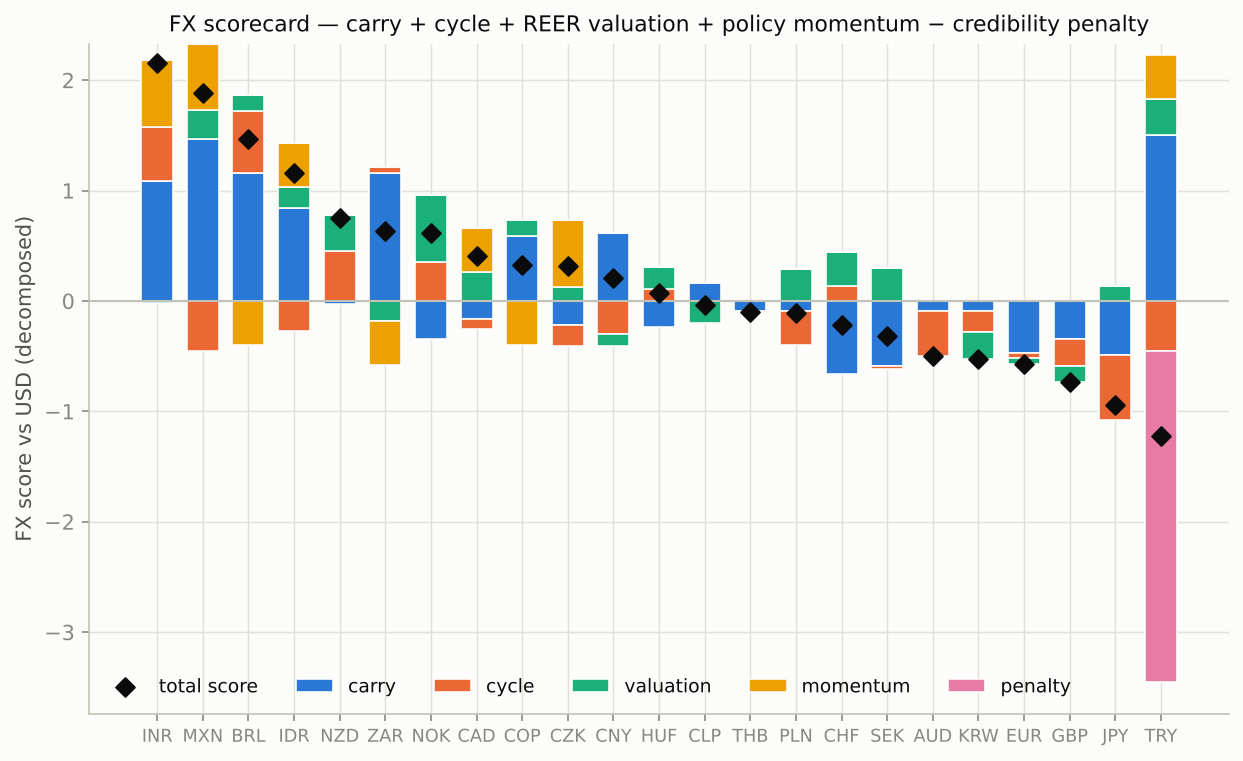 FX scorecard — carry + cycle + REER valuation + policy momentum − credibility penalty
FX score vs USD (decomposed)
2
1
0
−1
−2
−3
total score carry cycle valuation momentum penalty
INR MXN BRL IDR NZD ZAR NOK CAD COP CZK CNY HUF CLP THB PLN CHF SEK AUD KRW EUR GBP JPY TRY